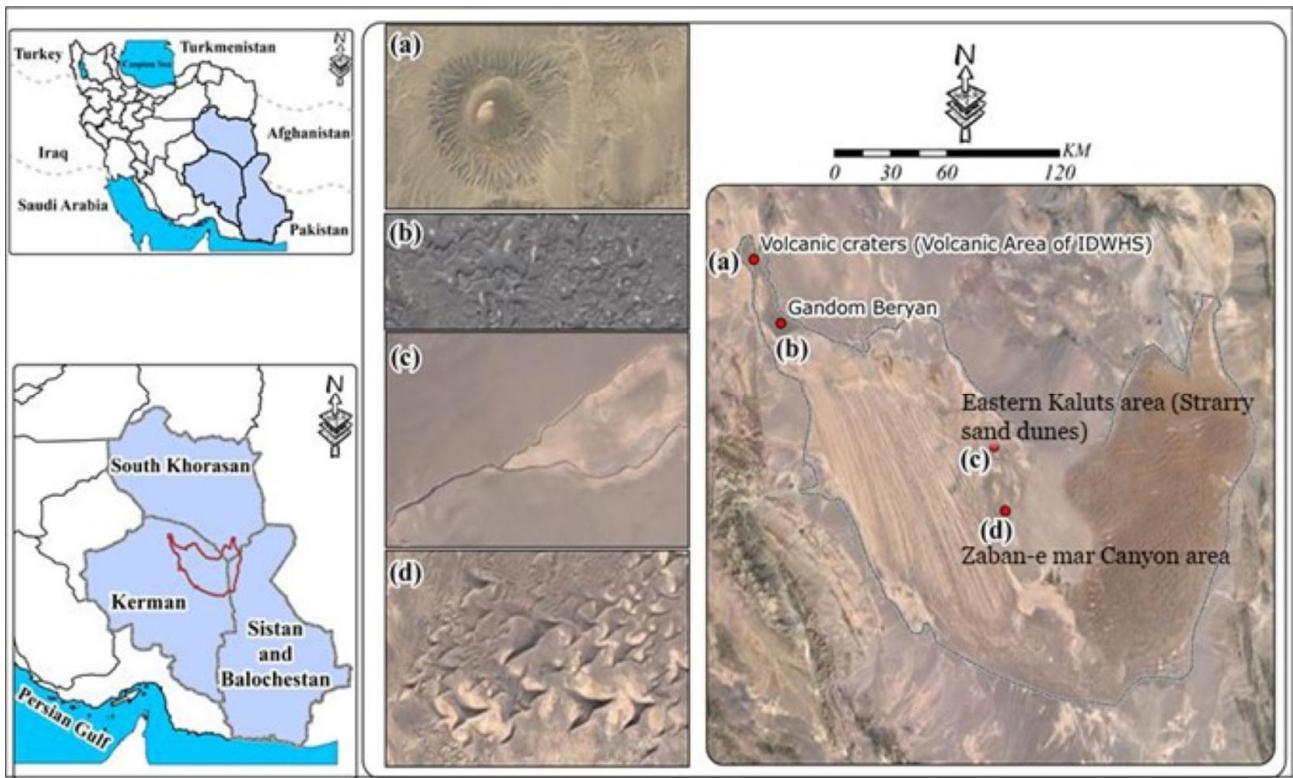 Turkey
Caspian Sea
Turkmenistan
N
Afghanistan
Iraq
Saudi Arabia
Pakistan
N
South Khorasan
Kerman
Sistan
and
Balochestan
Persian Gulf
(a)
(b)
(c)
(d)
N
KM
0 30 60 120
Volcanic craters (Volcanic Area of IDWHS)
(a)
Gandom Beryan
(b)
Eastern Kaluts area (Strarry
sand dunes)
(c)
(d)
Zaban-e mar Canyon area